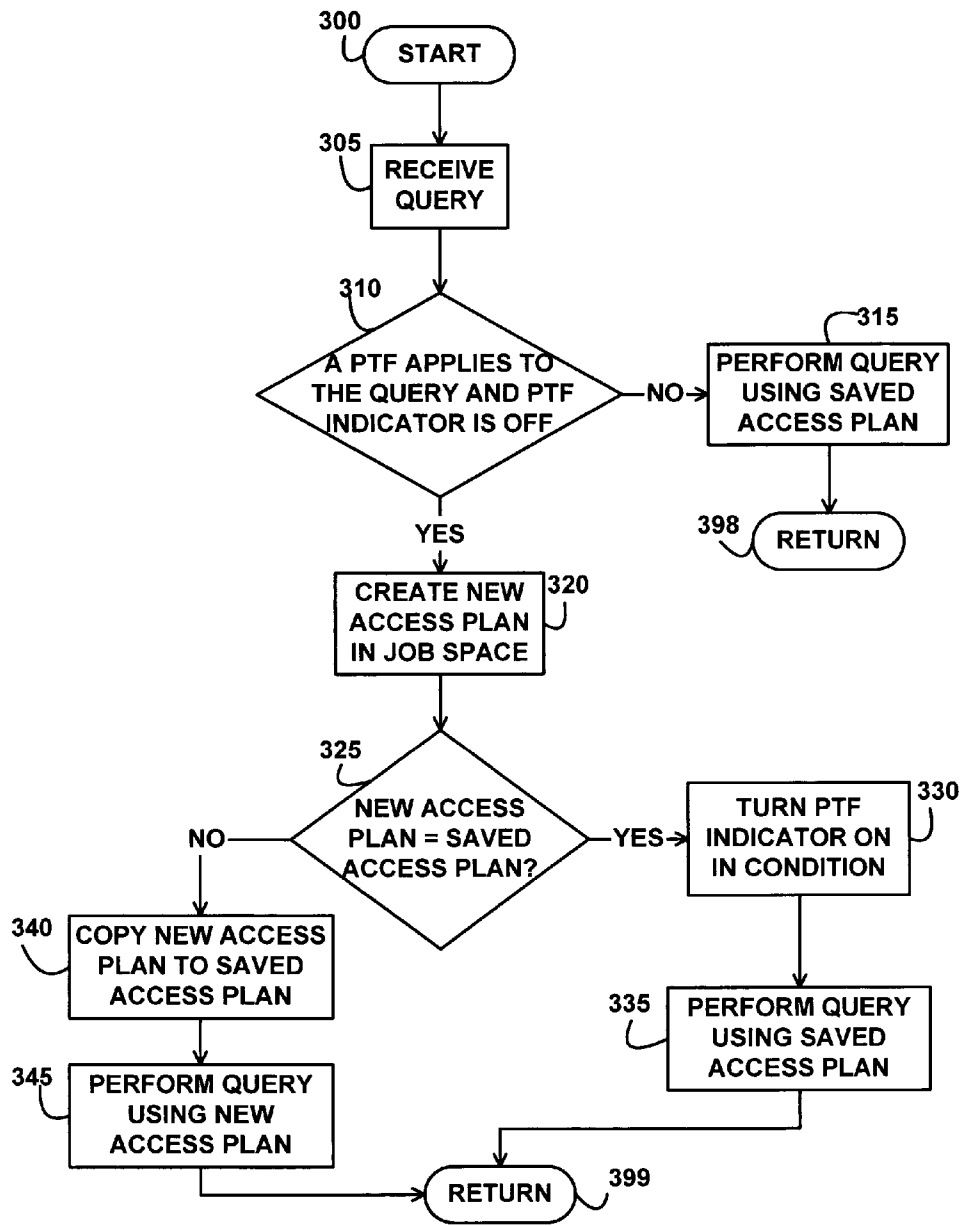 300
START
305
RECEIVE
QUERY
310
A PTF APPLIES TO
THE QUERY AND PTF
INDICATOR IS OFF
NO
315
PERFORM QUERY
USING SAVED
ACCESS PLAN
398
RETURN
YES
320
CREATE NEW
ACCESS PLAN
IN JOB SPACE
325
NEW ACCESS
PLAN = SAVED
ACCESS PLAN?
NO
YES
330
TURN PTF
INDICATOR ON
IN CONDITION
340
COPY NEW ACCESS
PLAN TO SAVED
ACCESS PLAN
335
PERFORM QUERY
USING SAVED
ACCESS PLAN
345
PERFORM QUERY
USING NEW
ACCESS PLAN
RETURN
399